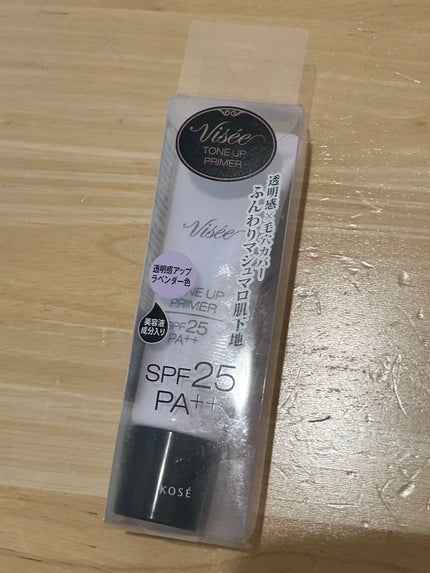 Visée
TONE UP
PRIMER
透明感×毛穴カバー
ふんわりマシュマロ肌下地
Visée
透明感アップ
ラベンダー色
TONE UP
PRIMER
美容液
成分入り
SPF25
PA++
SPF25
PA++
KOSÉ